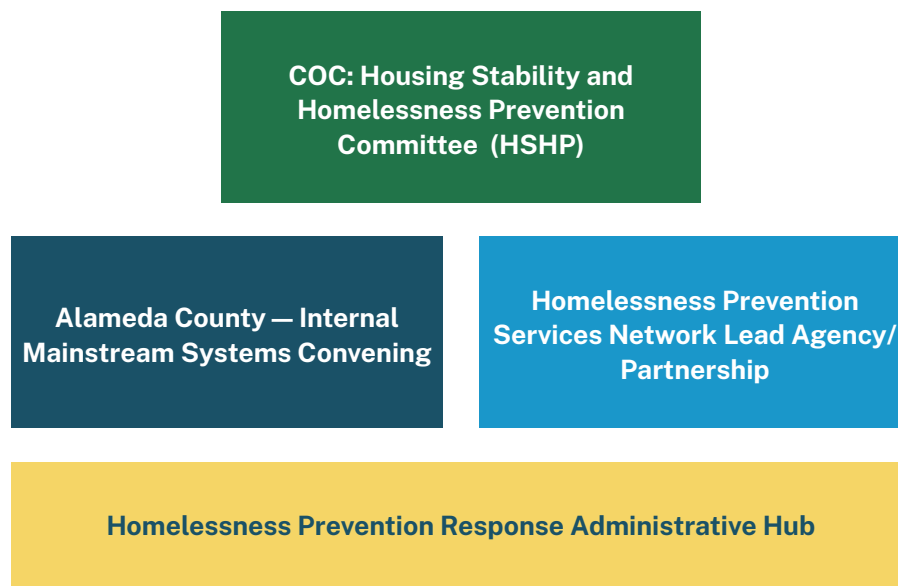 COC: Housing Stability and
Homelessness Prevention
Committee (HSHP)
Alameda County — Internal
Mainstream Systems Convening
Homelessness Prevention
Services Network Lead Agency/
Partnership
Homelessness Prevention Response Administrative Hub